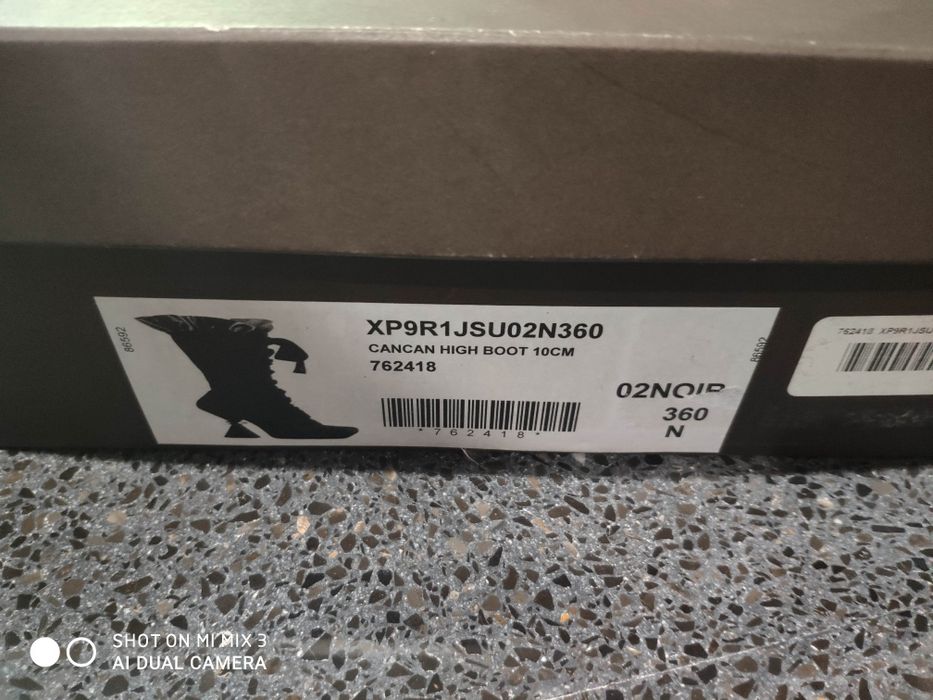 86592
XP9R1JSU02N360
CANCAN HIGH BOOT 10CM
762418
*762418*
02NOIR
360
N
86592
762418 XP9R1JSU
SHOT ON MI MIX 3
AI DUAL CAMERA